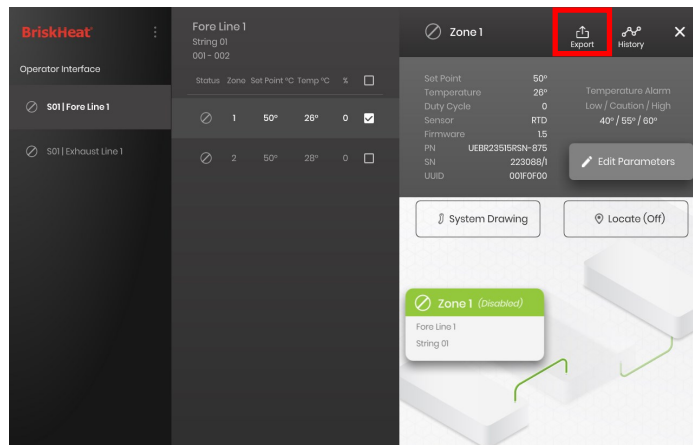 BriskHeat
Operator Interface
S01 | Fore Line 1
S01 | Exhaust Line 1
Fore Line 1
String 01
001 - 002
Status Zone Set Point °C Temp °C %
1 50° 26° 0
2 50° 28° 0
Zone 1
Export
History
Set Point 50°
Temperature 26°
Duty Cycle 0
Sensor RTD
Firmware 1.5
PN UEBR23515RSN-875
SN 223088/1
UUID 001F0F00
Temperature Alarm
Low / Caution / High
40° / 55° / 60°
Edit Parameters
System Drawing
Locate (Off)
Zone 1 (Disabled)
Fore Line 1
String 01